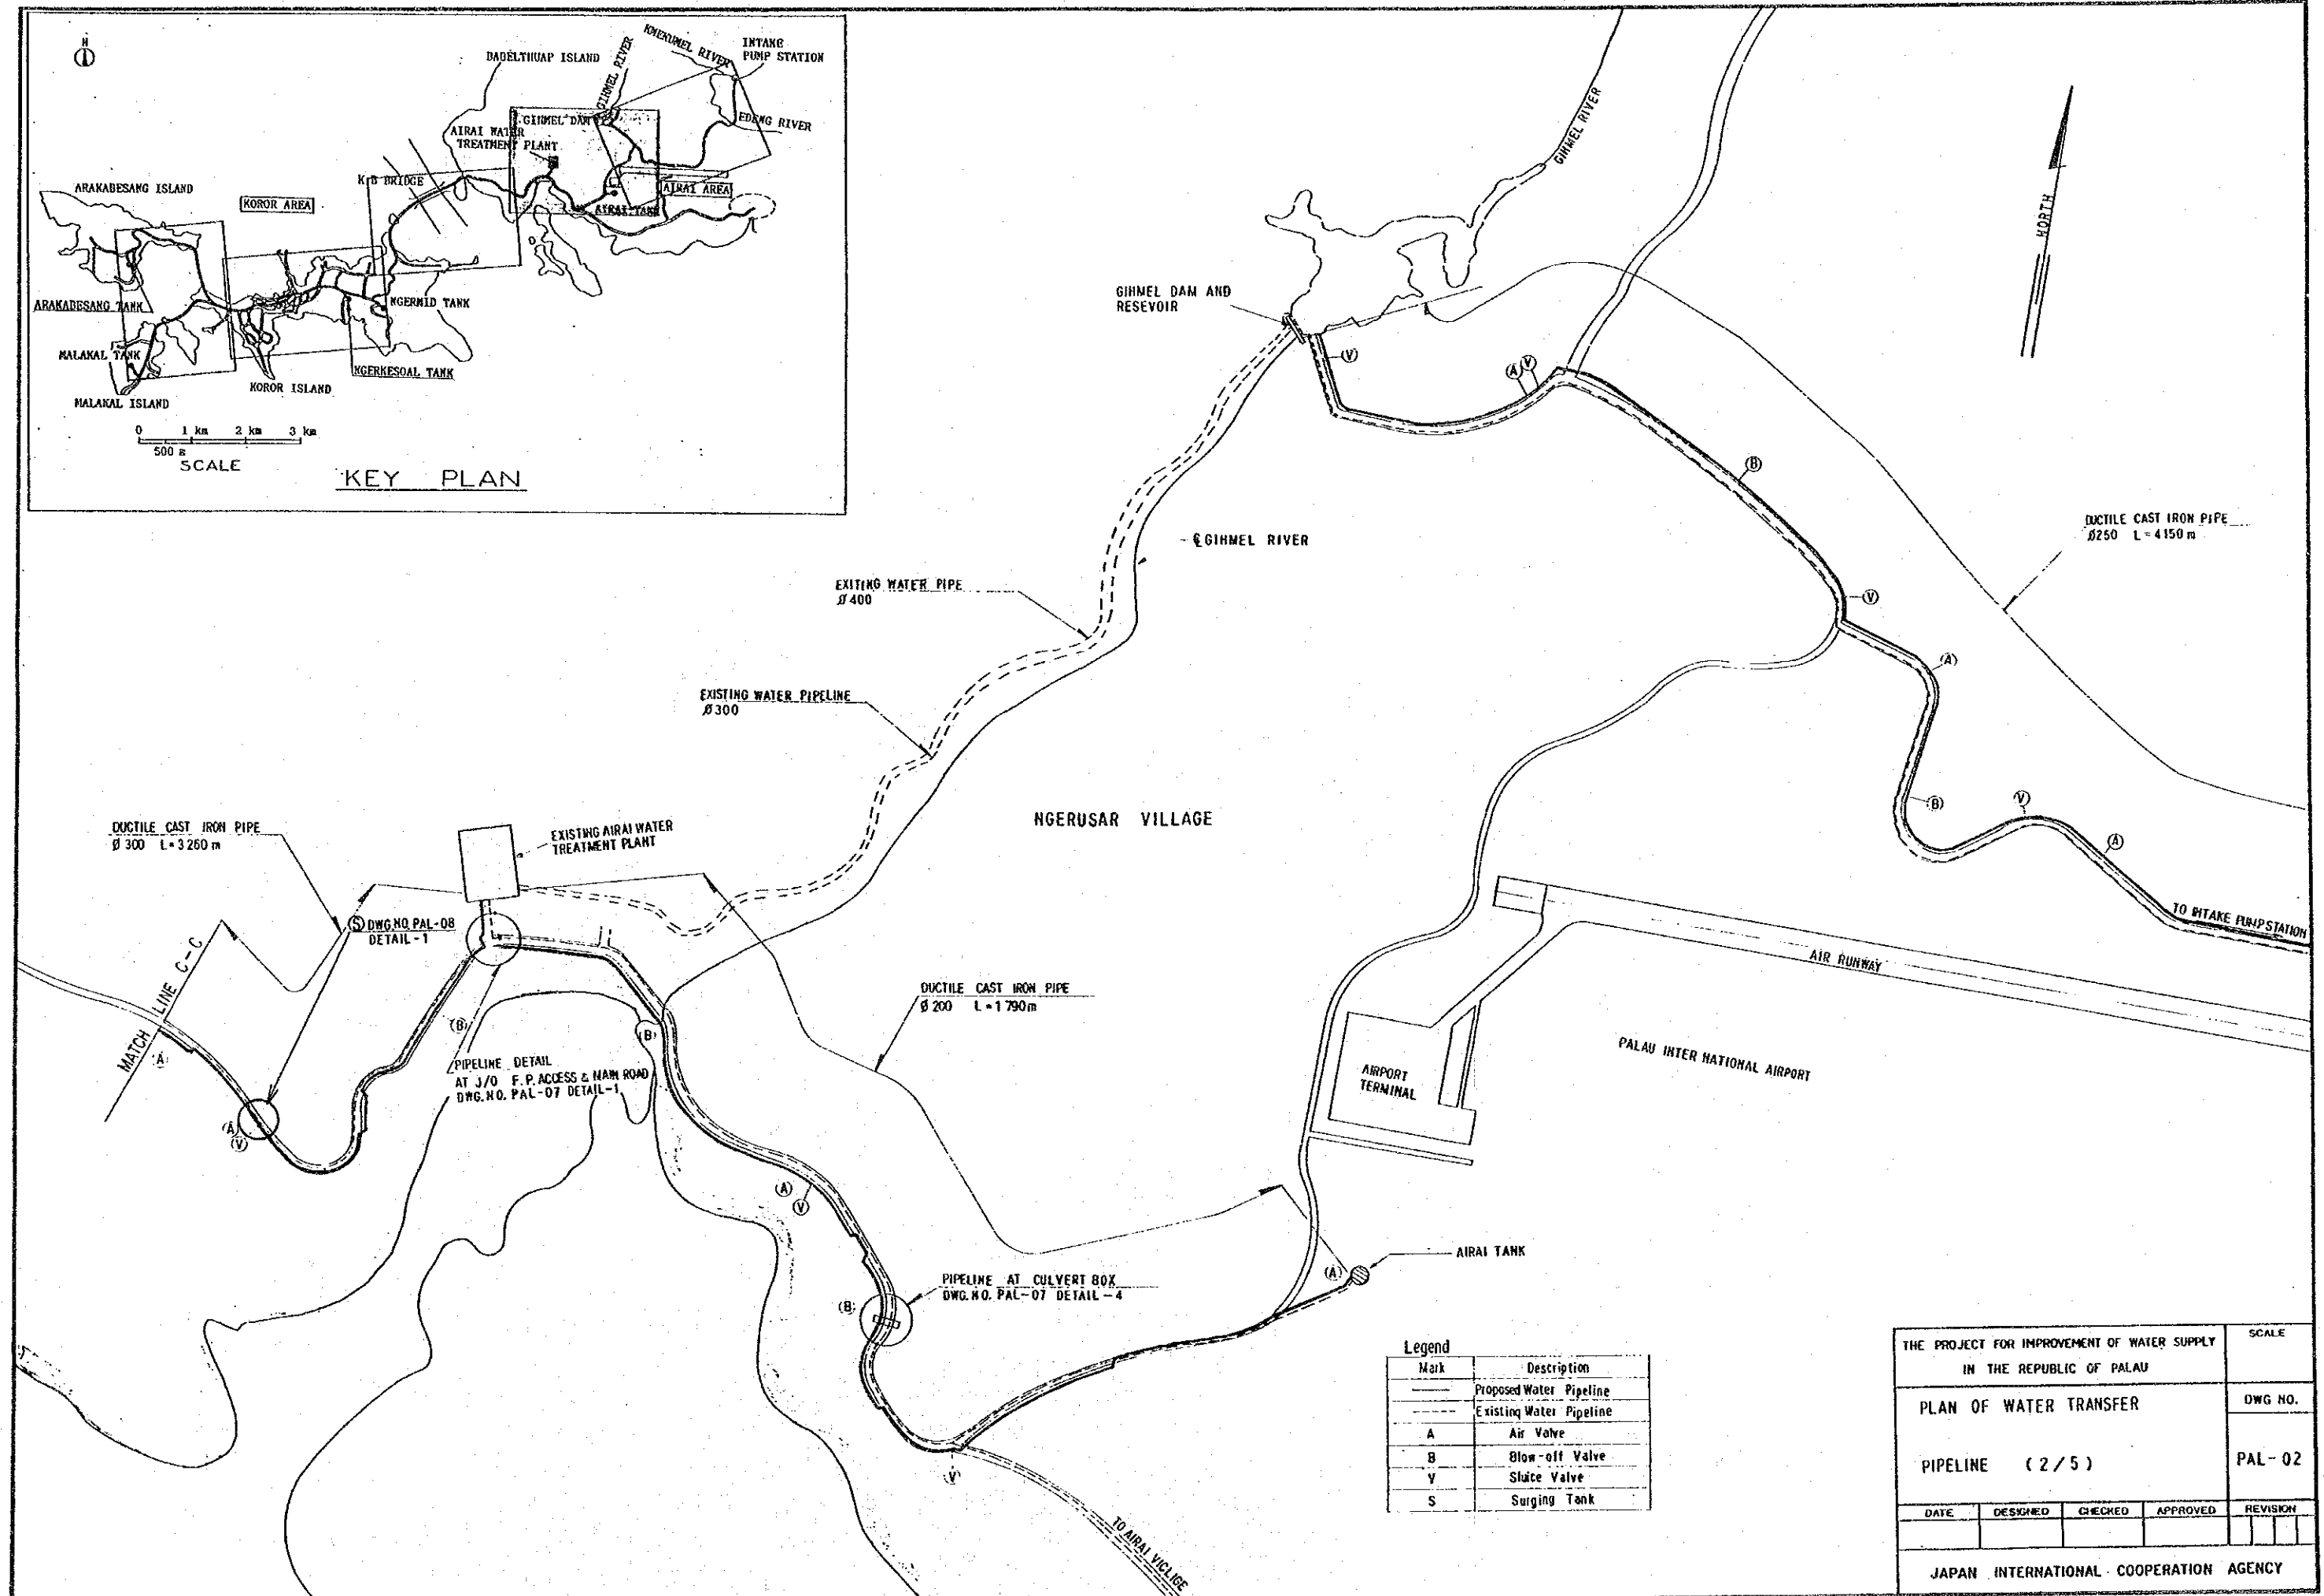 N
BADELTHUAP ISLAND
GIHMEL RIVER
KMEKUMEL RIVER
INTAKE
PUMP STATION
GIHMEL DAM
EDENG RIVER
AIRAI WATER
TREATMENT PLANT
K B BRIDGE
ARAKABESANG ISLAND
KOROR AREA
AIRAI AREA
AIRAI TANK
ARAKABESANG TANK
NGERMID TANK
MALAKAL TANK
NGERKESOAL TANK
KOROR ISLAND
MALAKAL ISLAND
0 1 km 2 km 3 km
500 m
SCALE
KEY PLAN
GIHMEL RIVER
NORTH
GIHMEL DAM AND
RESEVOIR
V
A V
B
℄ GIHMEL RIVER
DUCTILE CAST IRON PIPE
Ø250 L=4150m
EXITING WATER PIPE
Ø400
V
A
EXISTING WATER PIPELINE
Ø300
B
V
A
NGERUSAR VILLAGE
DUCTILE CAST IRON PIPE
Ø300 L=3260m
EXISTING AIRAI WATER
TREATMENT PLANT
TO INTAKE PUMP STATION
S DWG.NO. PAL-08
DETAIL-1
MATCH LINE C-C
AIR RUNWAY
DUCTILE CAST IRON PIPE
Ø200 L=1790m
(B)
(B)
(A)
PIPELINE DETAIL
AT J/O F.P. ACCESS & MAIN ROAD
DWG.NO. PAL-07 DETAIL-1
PALAU INTER NATIONAL AIRPORT
AIRPORT
TERMINAL
(A)
(V)
(A)
V
AIRAI TANK
(A)
PIPELINE AT CULVERT BOX
DWG.NO. PAL-07 DETAIL-4
(B)
(V)
TO AIRAI VICLIGE
Legend
Mark Description
Proposed Water Pipeline
Existing Water Pipeline
A Air Valve
B Blow-off Valve
V Sluice Valve
S Surging Tank
THE PROJECT FOR IMPROVEMENT OF WATER SUPPLY
IN THE REPUBLIC OF PALAU
SCALE
PLAN OF WATER TRANSFER
PIPELINE (2/5)
DWG NO.
PAL-02
DATE DESIGNED CHECKED APPROVED REVISION
JAPAN INTERNATIONAL COOPERATION AGENCY